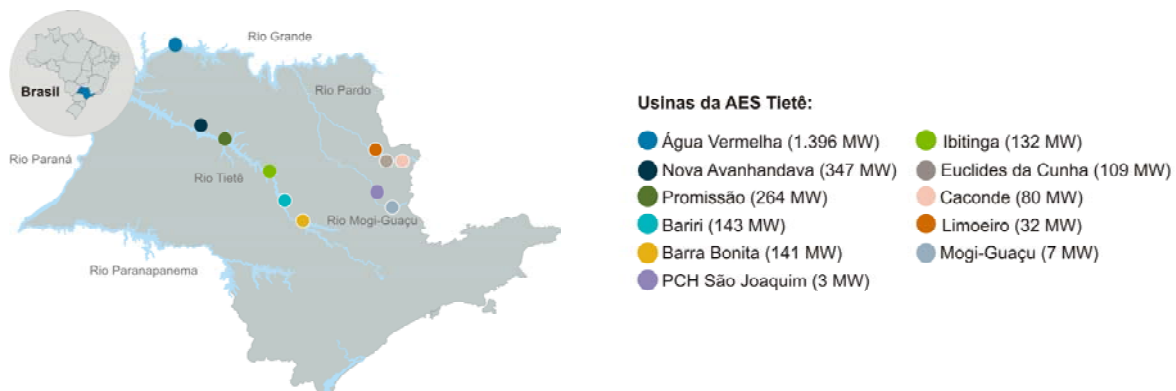 Rio Grande
Brasil
Rio Pardo
Rio Paraná
Rio Tietê
Rio Mogi-Guaçu
Rio Paranapanema
Usinas da AES Tietê:
Água Vermelha (1.396 MW)
Nova Avanhandava (347 MW)
Promissão (264 MW)
Bariri (143 MW)
Barra Bonita (141 MW)
PCH São Joaquim (3 MW)
Ibitinga (132 MW)
Euclides da Cunha (109 MW)
Caconde (80 MW)
Limoeiro (32 MW)
Mogi-Guaçu (7 MW)